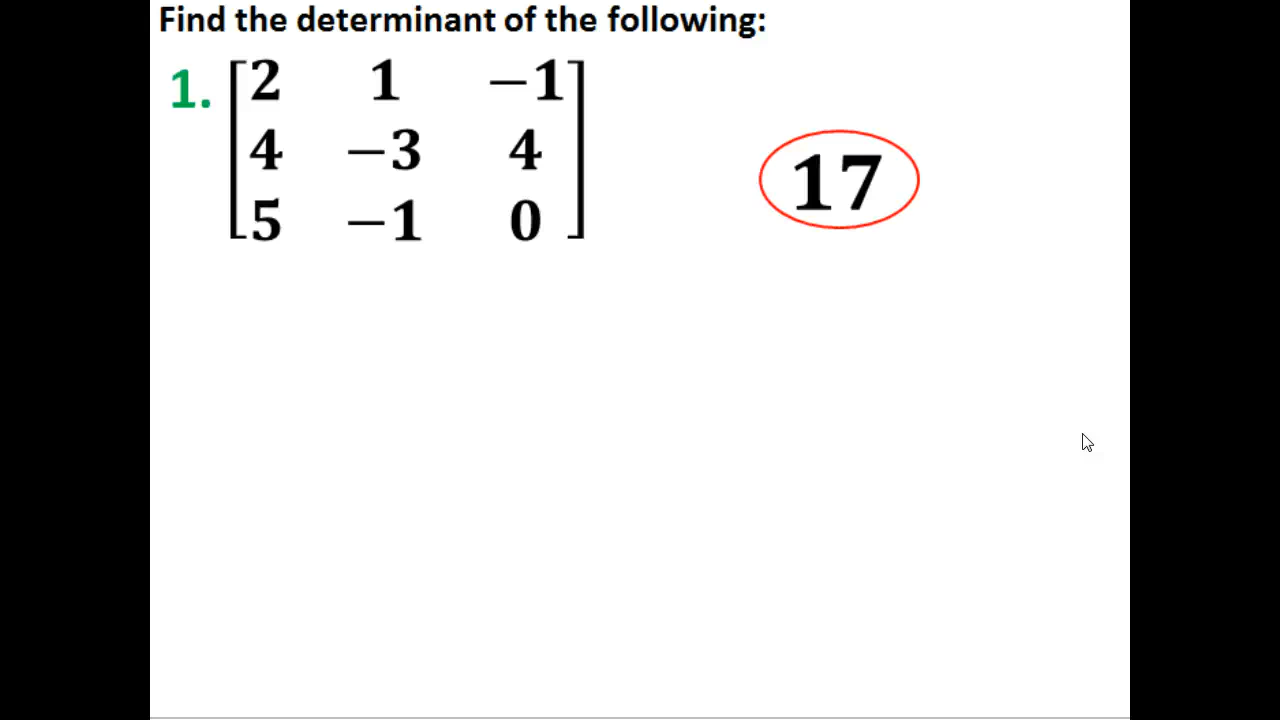 Find the determinant of the following:
1. [2 1 −1]
[4 −3 4]
[5 −1 0]
17